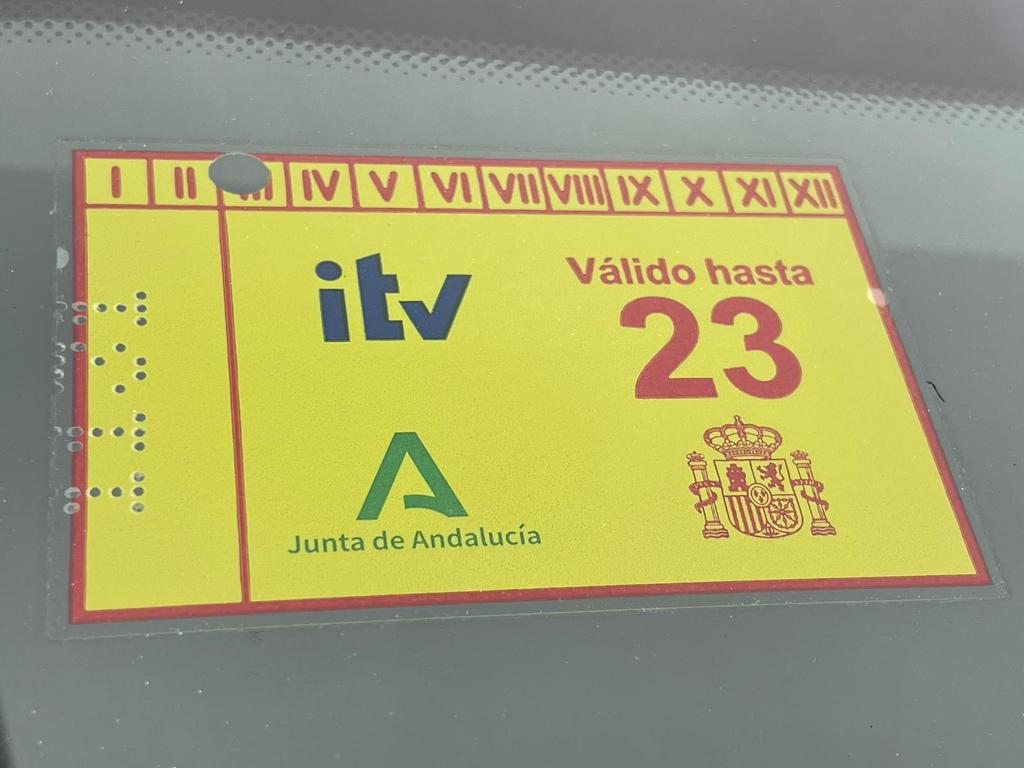 I II III IV V VI VII VIII IX X XI XII
itv
Válido hasta
23
Junta de Andalucía